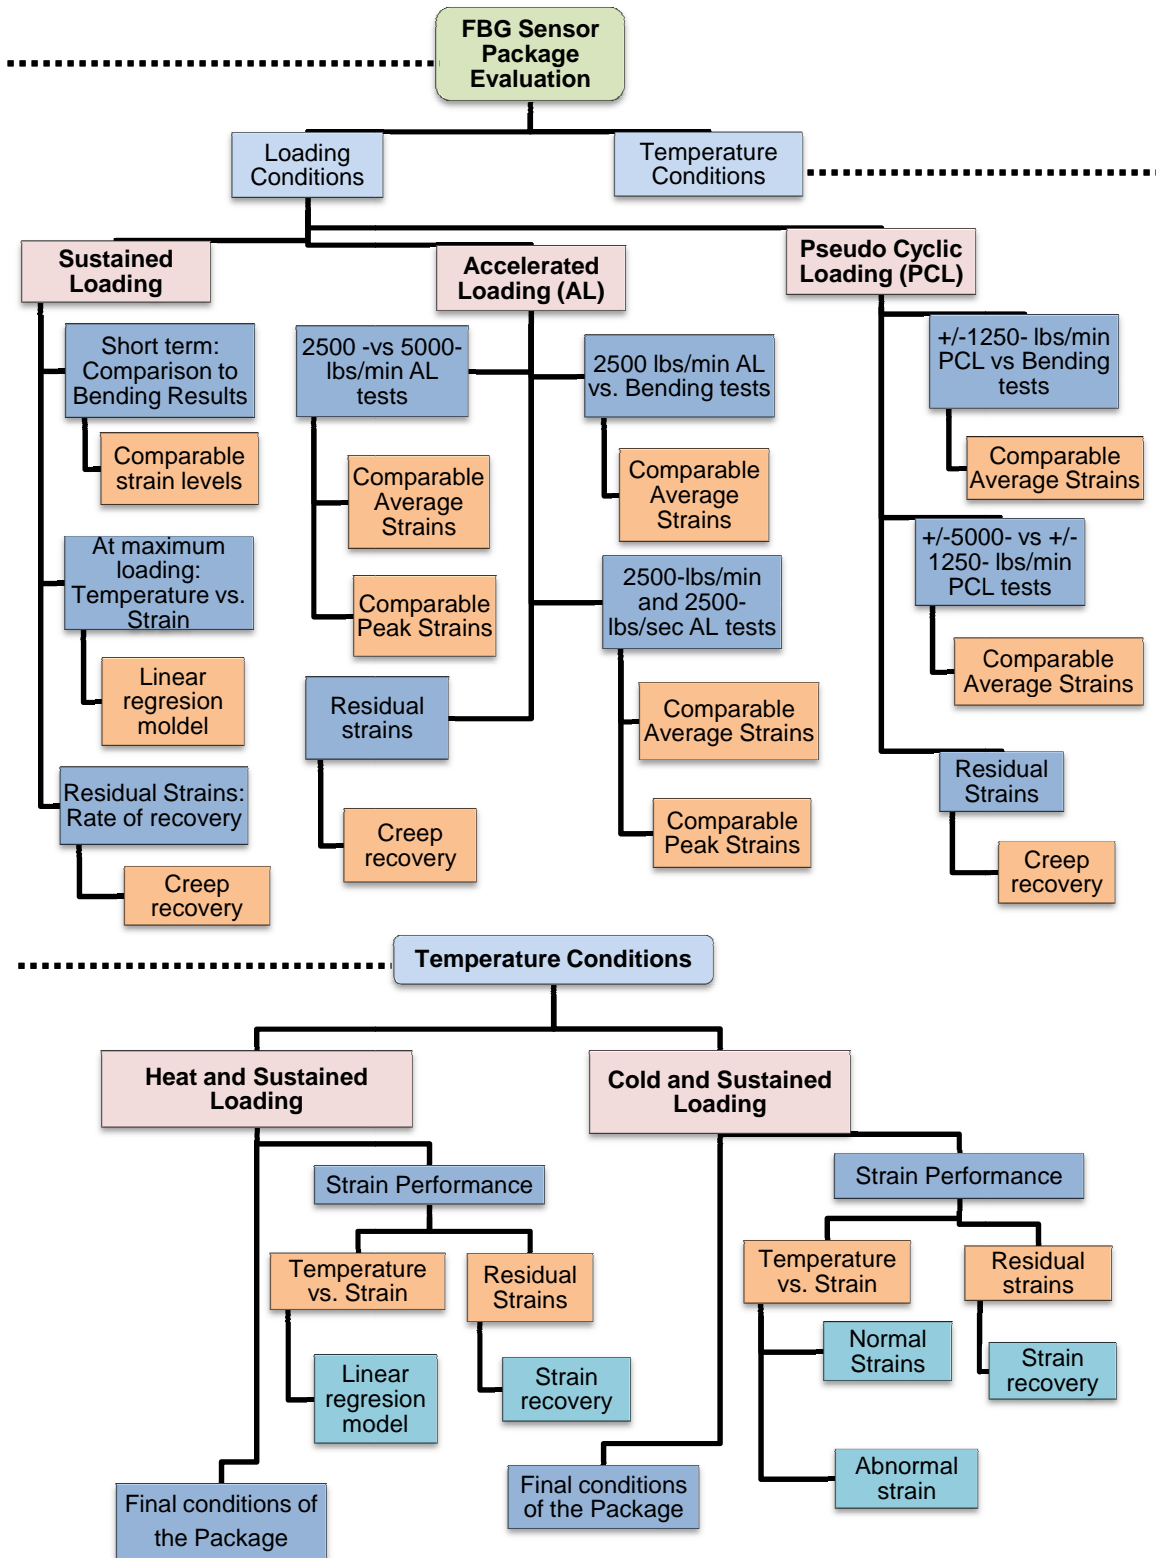 FBG Sensor
Package
Evaluation
Loading
Conditions
Temperature
Conditions
Sustained
Loading
Accelerated
Loading (AL)
Pseudo Cyclic
Loading (PCL)
Short term:
Comparison to
Bending Results
Comparable
strain levels
At maximum
loading:
Temperature vs.
Strain
Linear
regresion
moldel
Residual Strains:
Rate of recovery
Creep
recovery
2500 -vs 5000-
lbs/min AL
tests
Comparable
Average
Strains
Comparable
Peak Strains
Residual
strains
Creep
recovery
2500 lbs/min AL
vs. Bending tests
Comparable
Average
Strains
2500-lbs/min
and 2500-
lbs/sec AL tests
Comparable
Average Strains
Comparable
Peak Strains
+/-1250- lbs/min
PCL vs Bending
tests
Comparable
Average Strains
+/-5000- vs +/-
1250- lbs/min
PCL tests
Comparable
Average Strains
Residual
Strains
Creep
recovery
Temperature Conditions
Heat and Sustained
Loading
Strain Performance
Temperature
vs. Strain
Linear
regresion
model
Residual
Strains
Strain
recovery
Final conditions of
the Package
Cold and Sustained
Loading
Strain Performance
Temperature
vs. Strain
Normal
Strains
Abnormal
strain
Residual
strains
Strain
recovery
Final conditions
of the Package